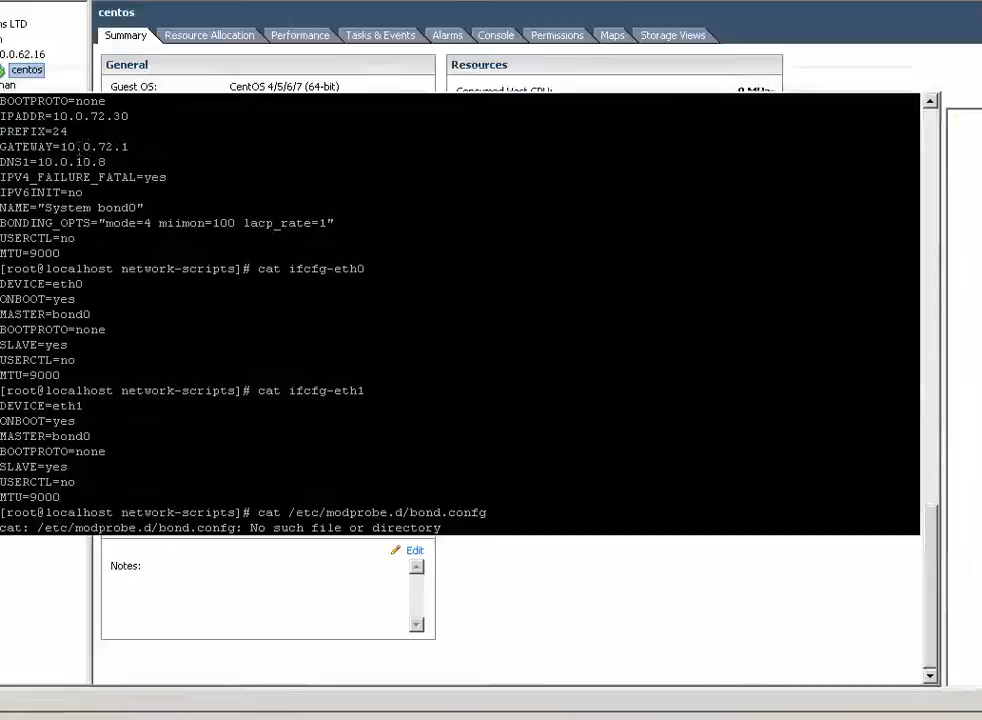 ns LTD
n
0.0.62.16
centos
nan
centos
Summary Resource Allocation Performance Tasks & Events Alarms Console Permissions Maps Storage Views
General Resources
Guest OS: CentOS 4/5/6/7 (64-bit)
BOOTPROTO=none
IPADDR=10.0.72.30
PREFIX=24
GATEWAY=10.0.72.1
DNS1=10.0.10.8
IPV4_FAILURE_FATAL=yes
IPV6INIT=no
NAME="System bond0"
BONDING_OPTS="mode=4 miimon=100 lacp_rate=1"
USERCTL=no
MTU=9000
[root@localhost network-scripts]# cat ifcfg-eth0
DEVICE=eth0
ONBOOT=yes
MASTER=bond0
BOOTPROTO=none
SLAVE=yes
USERCTL=no
MTU=9000
[root@localhost network-scripts]# cat ifcfg-eth1
DEVICE=eth1
ONBOOT=yes
MASTER=bond0
BOOTPROTO=none
SLAVE=yes
USERCTL=no
MTU=9000
[root@localhost network-scripts]# cat /etc/modprobe.d/bond.confg
cat: /etc/modprobe.d/bond.confg: No such file or directory
Edit
Notes: